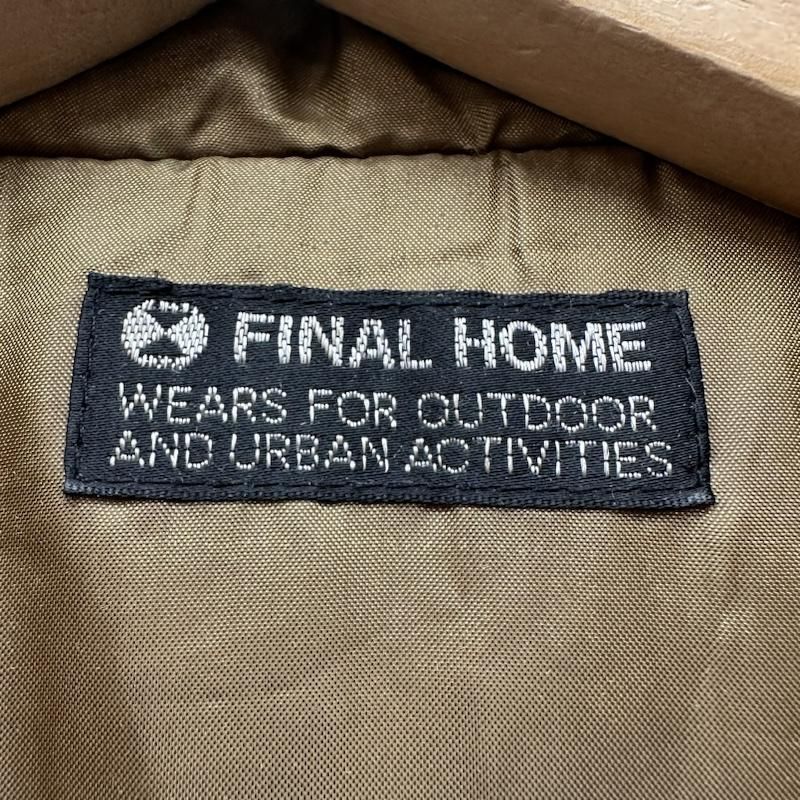 FINAL HOME
WEARS FOR OUTDOOR
AND URBAN ACTIVITIES